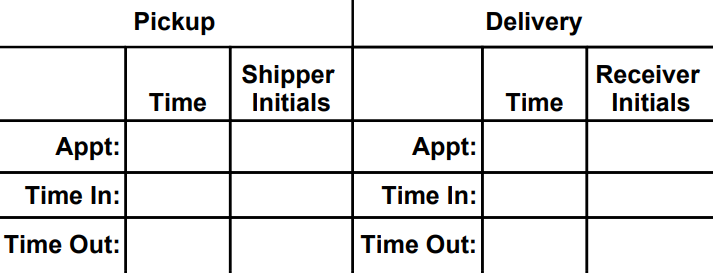 Pickup Delivery
Time Shipper Initials Time Receiver Initials
Appt: Appt:
Time In: Time In:
Time Out: Time Out: